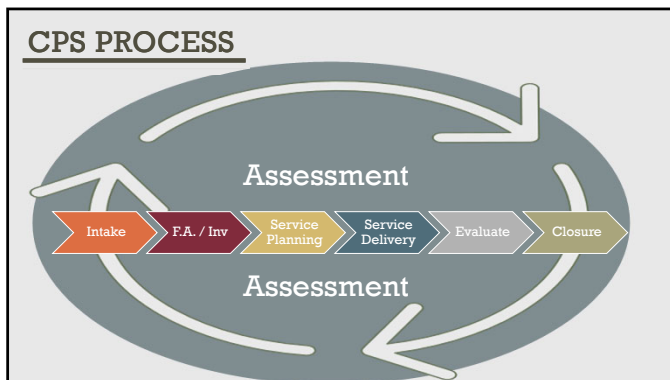 CPS PROCESS
Assessment
Intake
F.A. / Inv
Service
Planning
Service
Delivery
Evaluate
Closure
Assessment